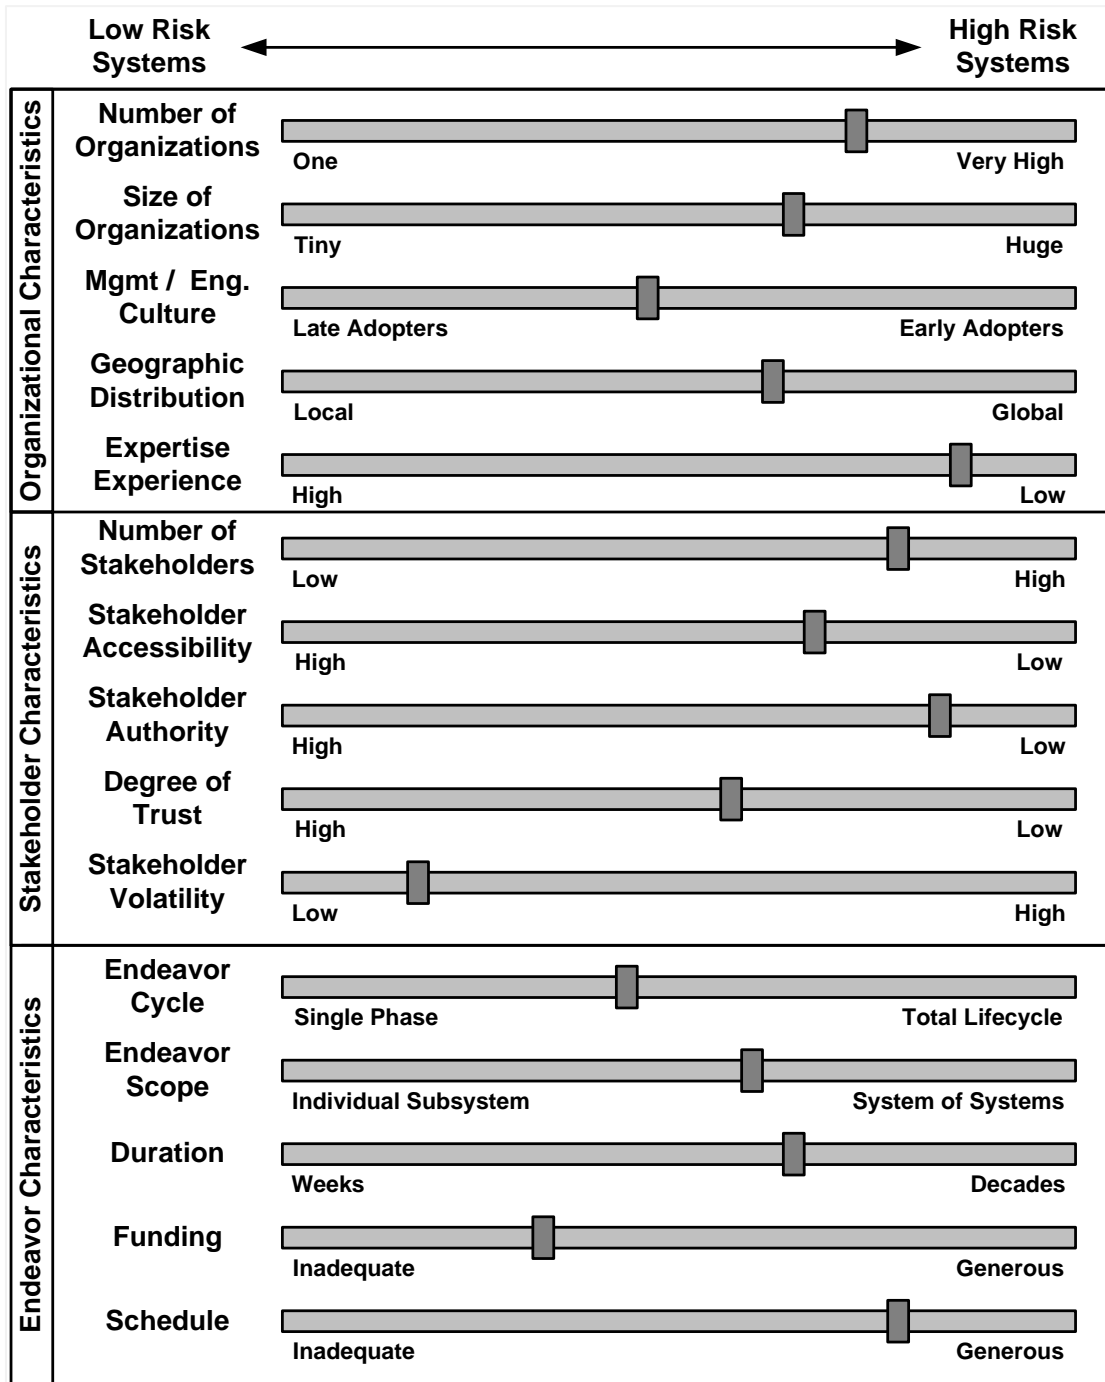 Low Risk
Systems
High Risk
Systems
Organizational Characteristics
Number of
Organizations
One
Very High
Size of
Organizations
Tiny
Huge
Mgmt / Eng.
Culture
Late Adopters
Early Adopters
Geographic
Distribution
Local
Global
Expertise
Experience
High
Low
Stakeholder Characteristics
Number of
Stakeholders
Low
High
Stakeholder
Accessibility
High
Low
Stakeholder
Authority
High
Low
Degree of
Trust
High
Low
Stakeholder
Volatility
Low
High
Endeavor Characteristics
Endeavor
Cycle
Single Phase
Total Lifecycle
Endeavor
Scope
Individual Subsystem
System of Systems
Duration
Weeks
Decades
Funding
Inadequate
Generous
Schedule
Inadequate
Generous